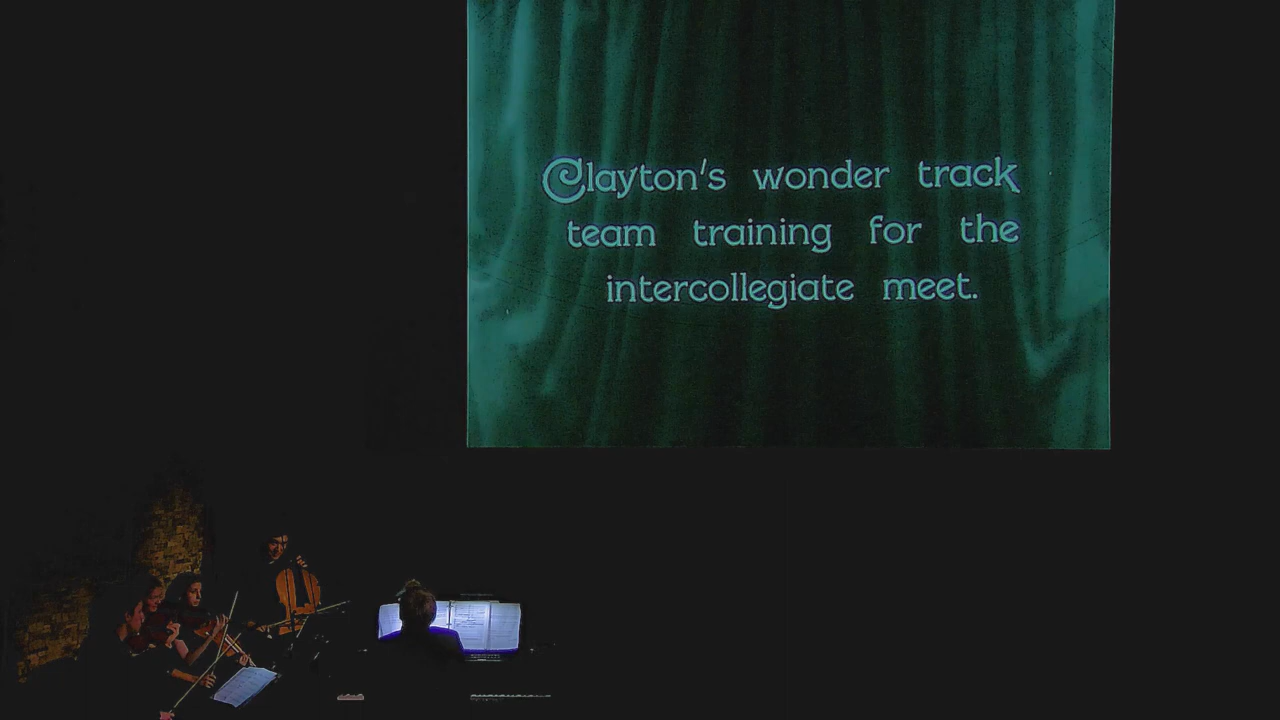 Clayton's wonder track
team training for the
intercollegiate meet.